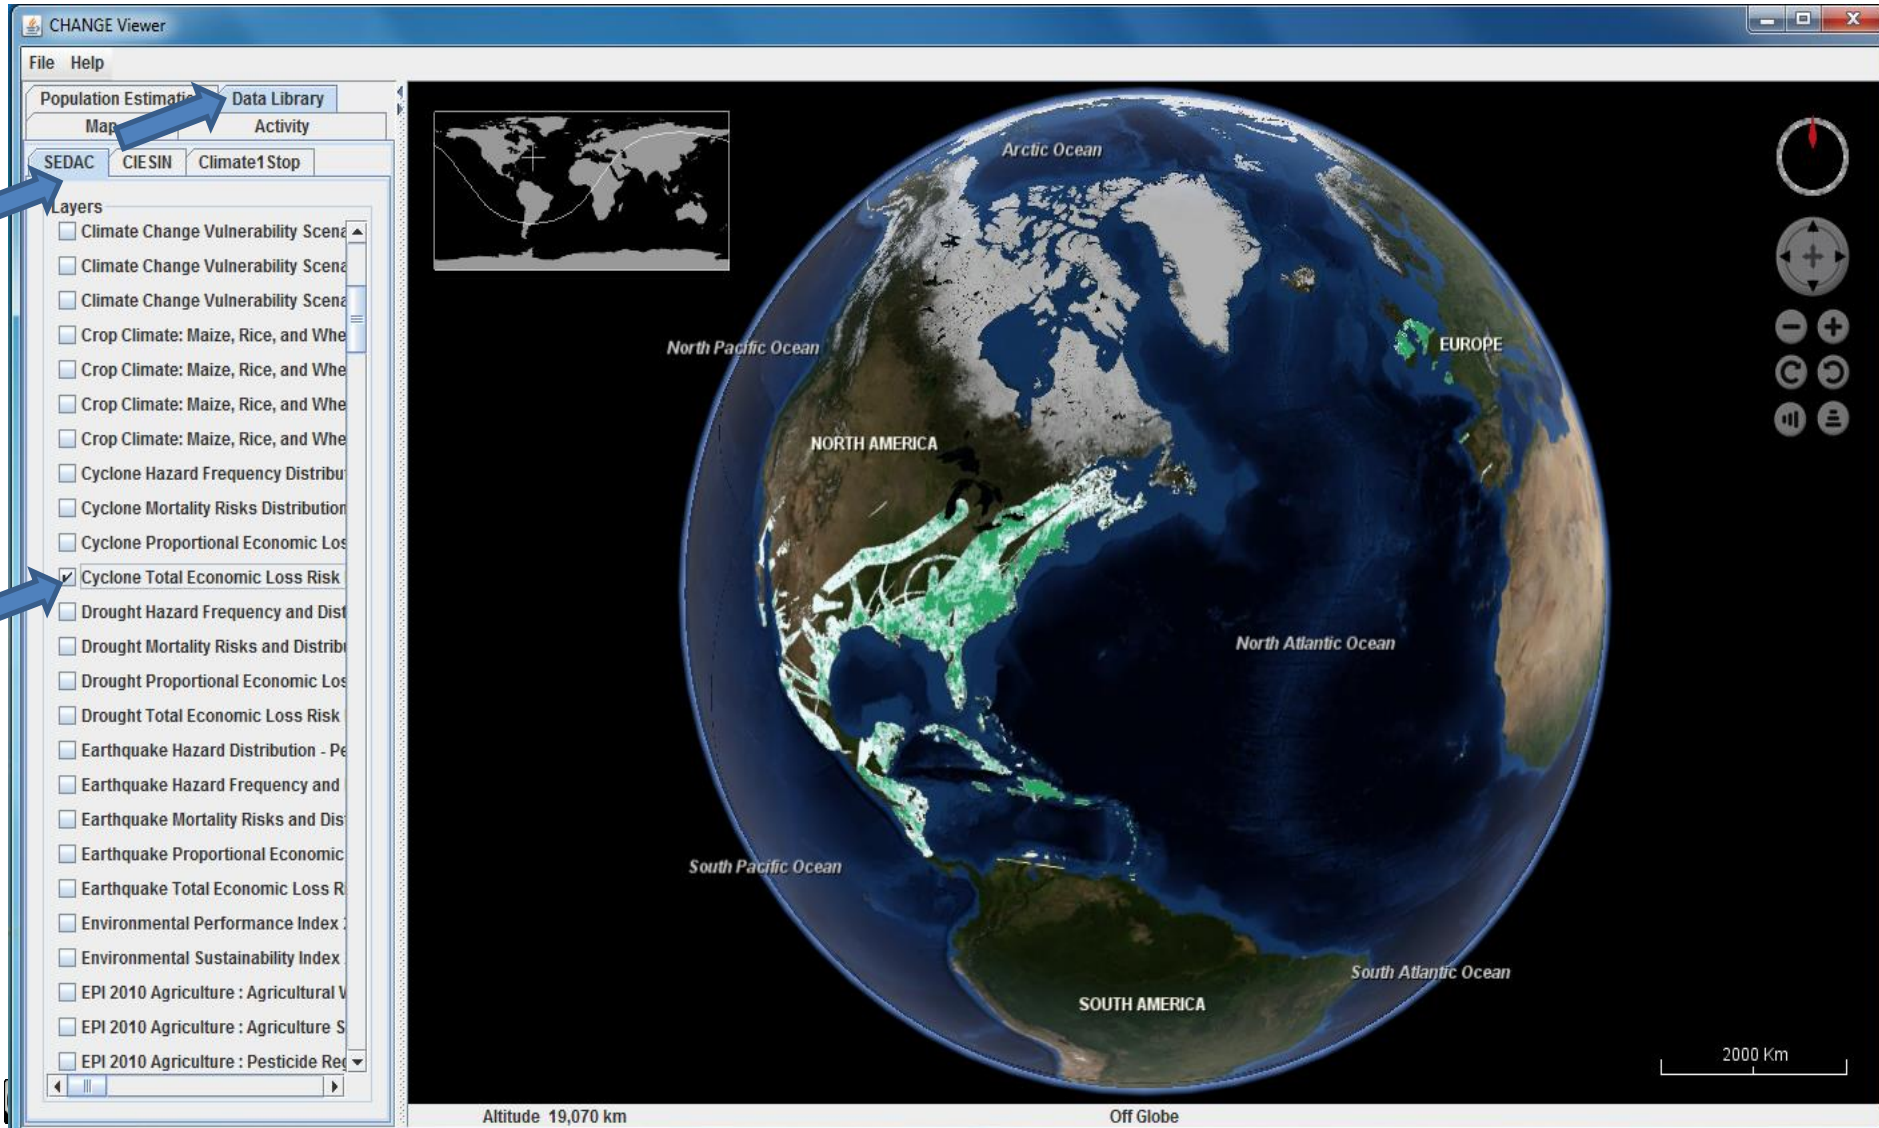 CHANGE Viewer
File Help
Population Estimatio Data Library
Map Activity
SEDAC CIESIN Climate1Stop
Layers
Climate Change Vulnerability Scena
Climate Change Vulnerability Scena
Climate Change Vulnerability Scena
Crop Climate: Maize, Rice, and Whe
Crop Climate: Maize, Rice, and Whe
Crop Climate: Maize, Rice, and Whe
Crop Climate: Maize, Rice, and Whe
Cyclone Hazard Frequency Distribu
Cyclone Mortality Risks Distribution
Cyclone Proportional Economic Los
Cyclone Total Economic Loss Risk
Drought Hazard Frequency and Dist
Drought Mortality Risks and Distrib
Drought Proportional Economic Los
Drought Total Economic Loss Risk
Earthquake Hazard Distribution - Pe
Earthquake Hazard Frequency and
Earthquake Mortality Risks and Dis
Earthquake Proportional Economic
Earthquake Total Economic Loss Ri
Environmental Performance Index
Environmental Sustainability Index
EPI 2010 Agriculture : Agricultural V
EPI 2010 Agriculture : Agriculture S
EPI 2010 Agriculture : Pesticide Reg
Arctic Ocean
North Pacific Ocean
EUROPE
NORTH AMERICA
North Atlantic Ocean
South Pacific Ocean
South Atlantic Ocean
SOUTH AMERICA
2000 Km
Altitude 19,070 km
Off Globe